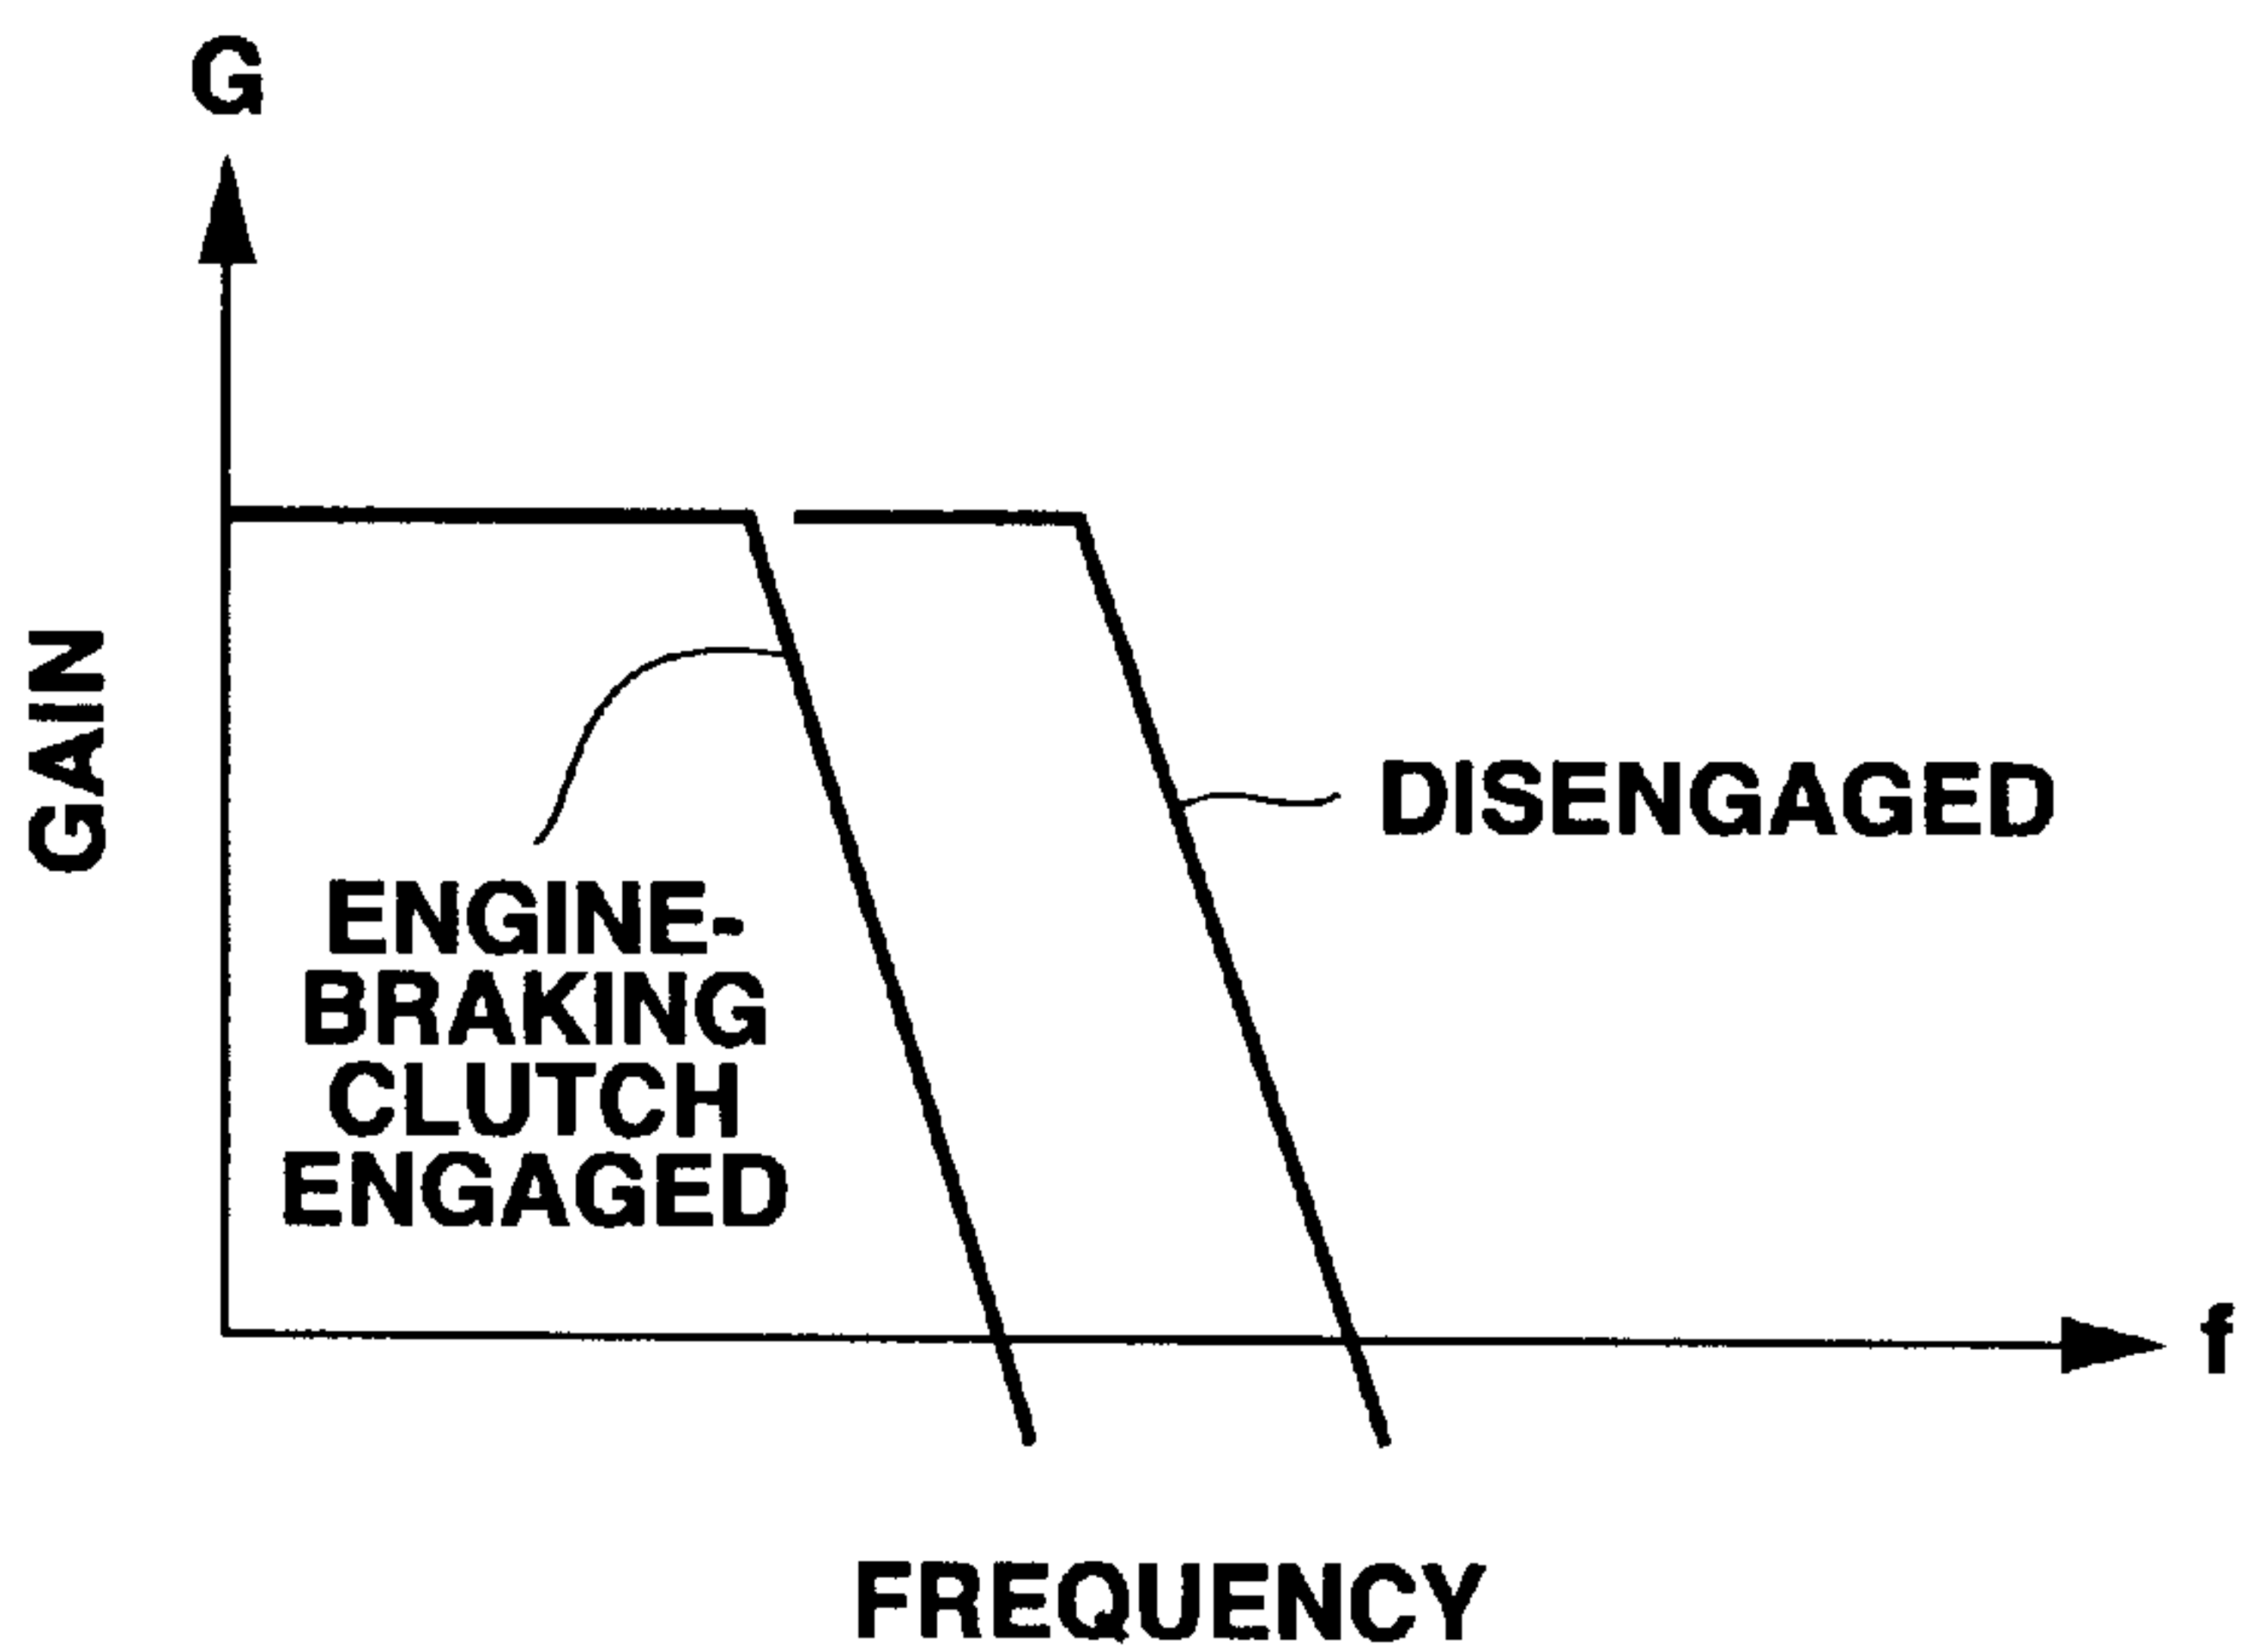 G
GAIN
DISENGAGED
ENGINE-
BRAKING
CLUTCH
ENGAGED
f
FREQUENCY